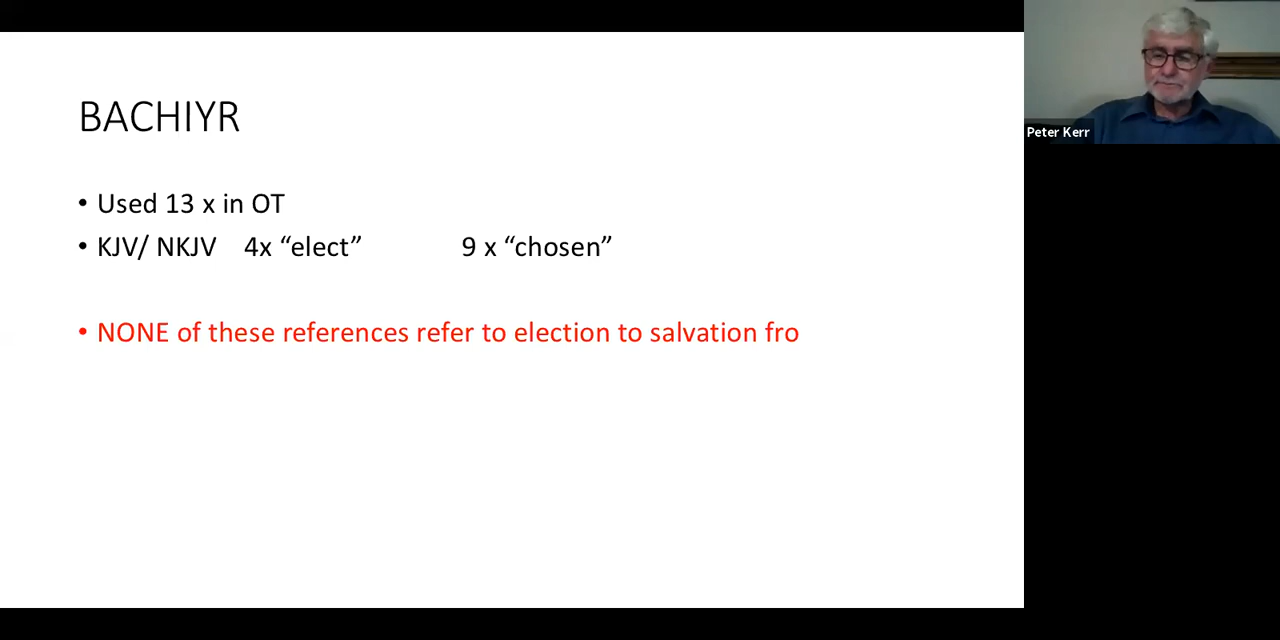 BACHIYR
• Used 13 x in OT
• KJV/ NKJV 4x “elect” 9 x “chosen”
• NONE of these references refer to election to salvation fro
Peter Kerr